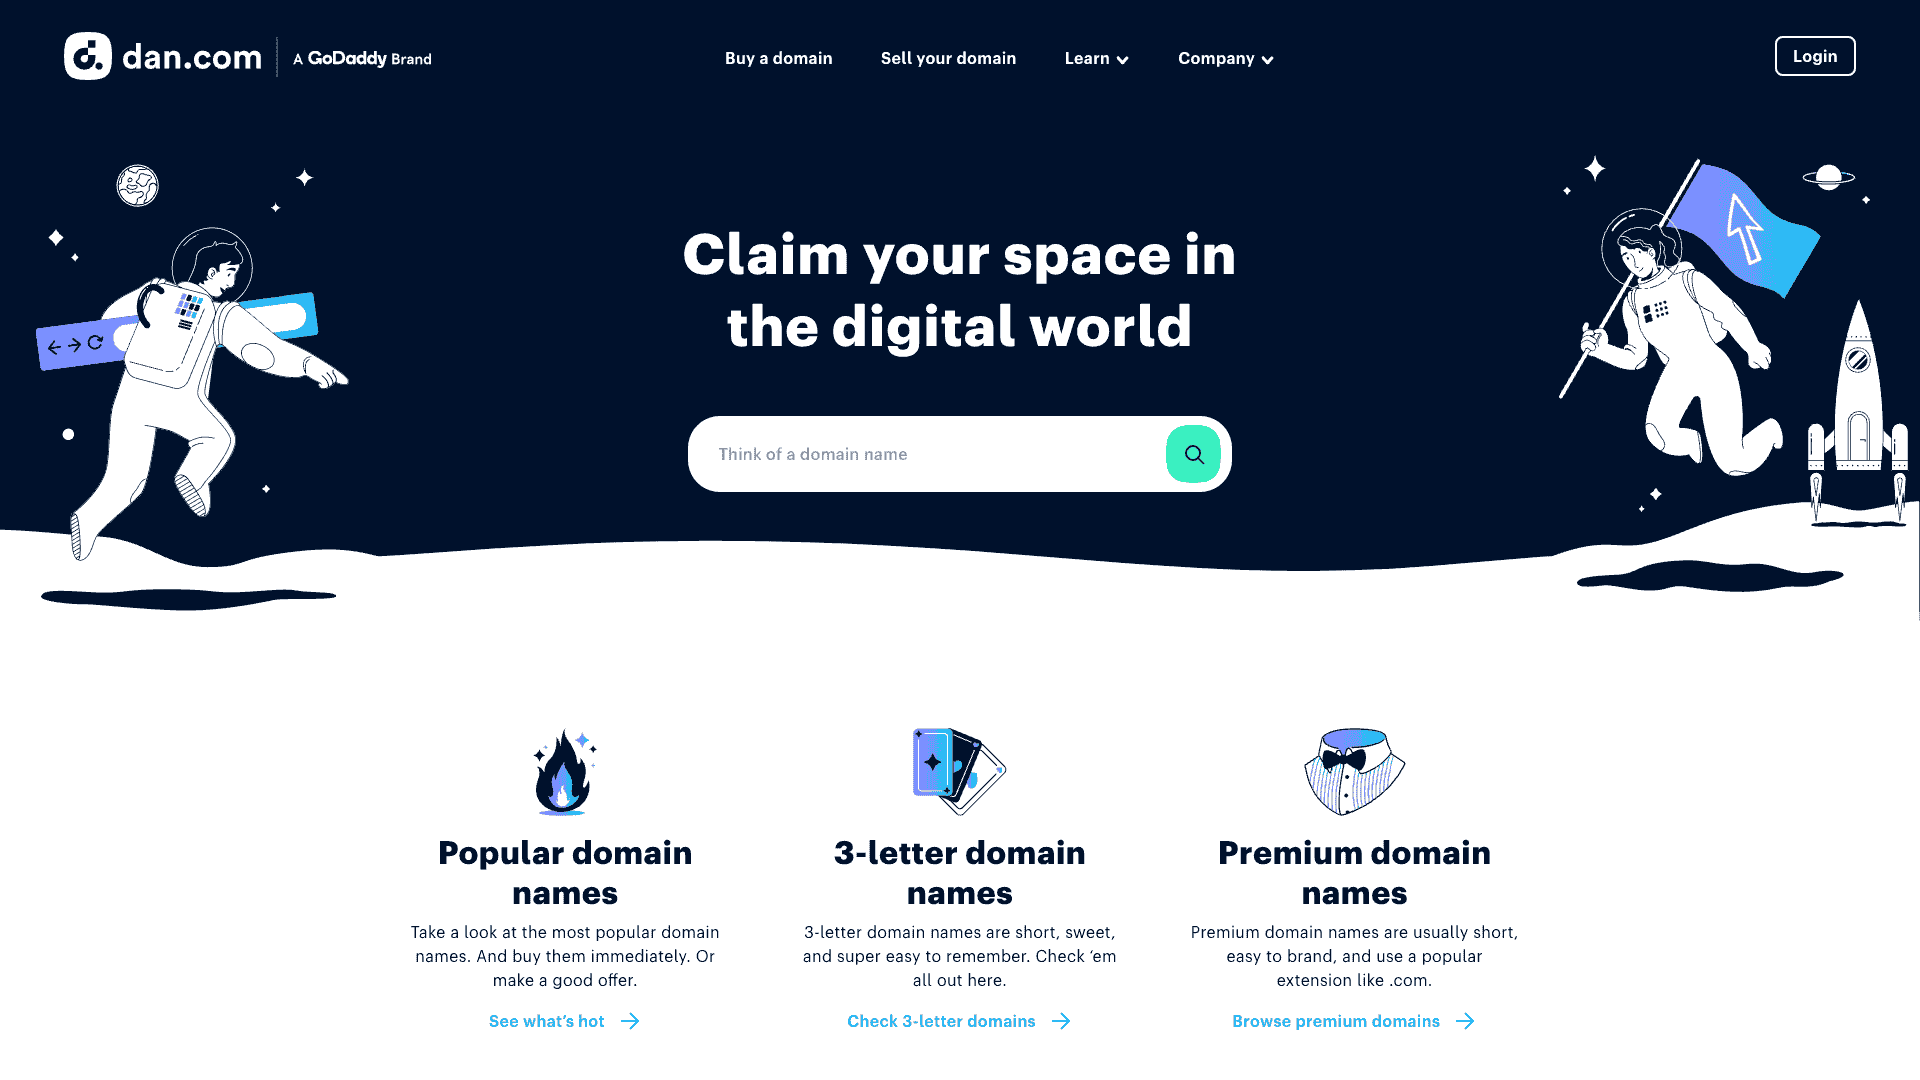 dan.com
A GoDaddy Brand
Buy a domain
Sell your domain
Learn
Company
Login
Claim your space in
the digital world
Think of a domain name
Popular domain
names
Take a look at the most popular domain
names. And buy them immediately. Or
make a good offer.
See what’s hot
3-letter domain
names
3-letter domain names are short, sweet,
and super easy to remember. Check ‘em
all out here.
Check 3-letter domains
Premium domain
names
Premium domain names are usually short,
easy to brand, and use a popular
extension like .com.
Browse premium domains